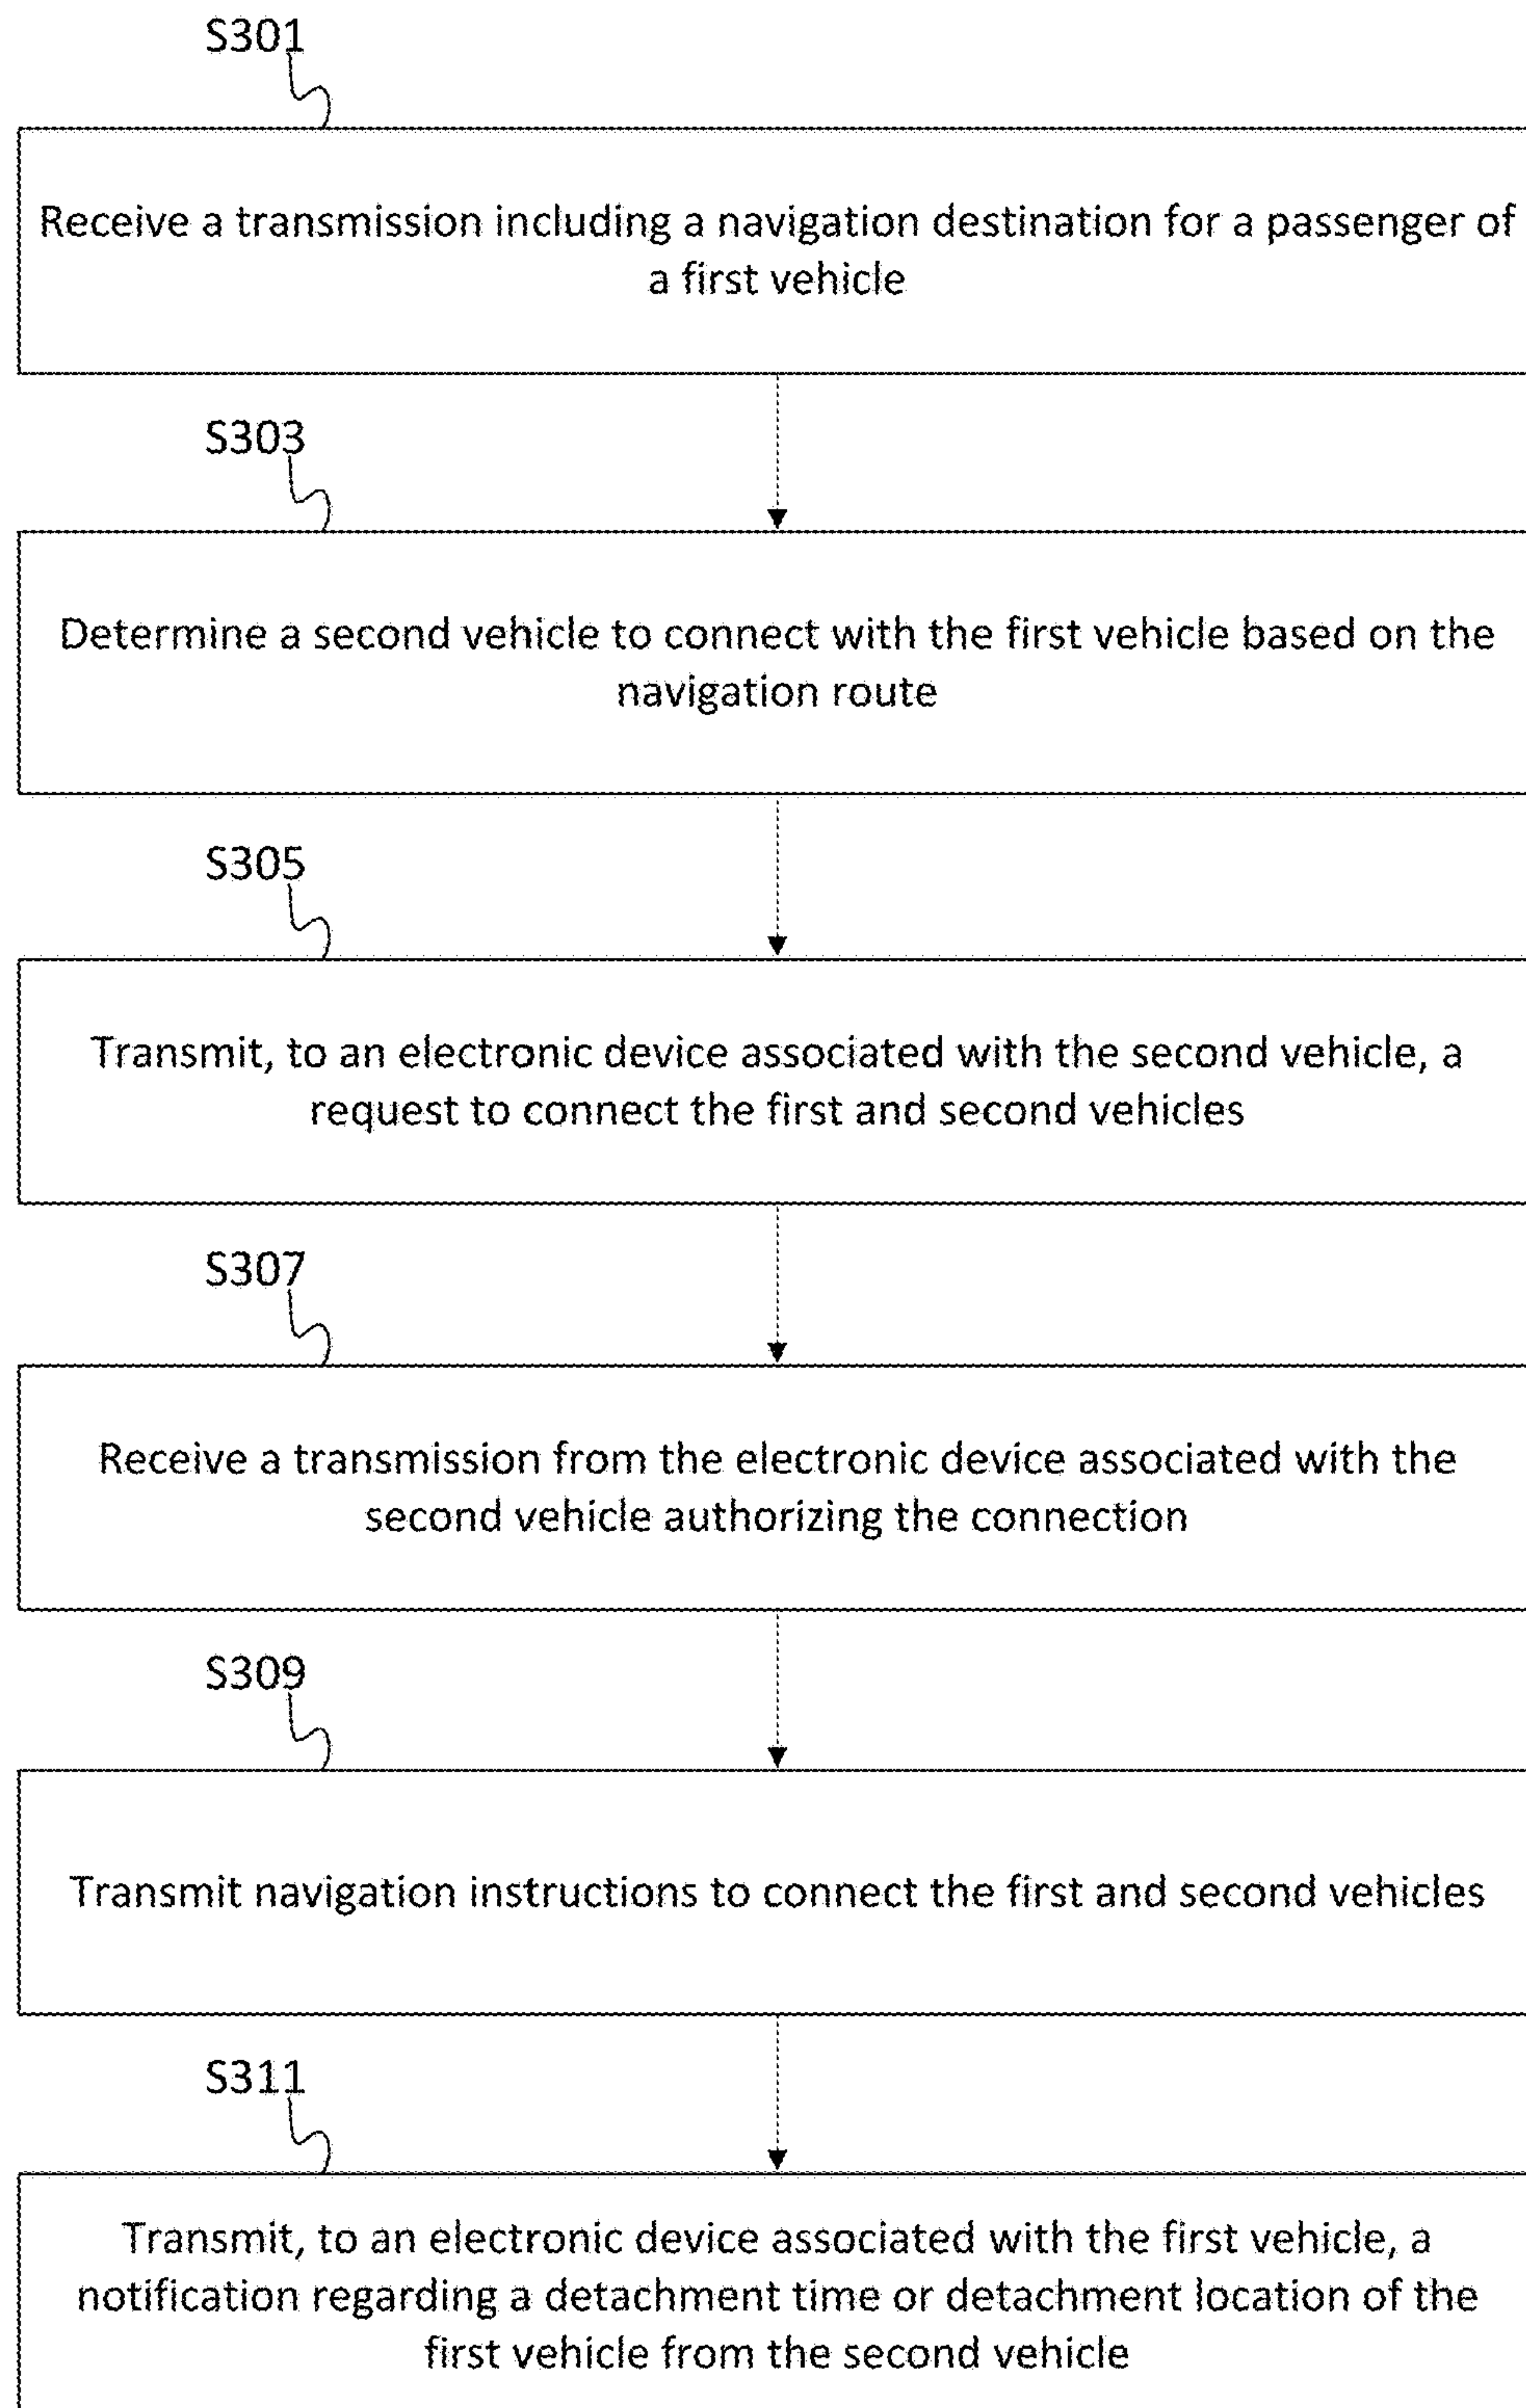 S301
Receive a transmission including a navigation destination for a passenger of
a first vehicle
S303
Determine a second vehicle to connect with the first vehicle based on the
navigation route
S305
Transmit, to an electronic device associated with the second vehicle, a
request to connect the first and second vehicles
S307
Receive a transmission from the electronic device associated with the
second vehicle authorizing the connection
S309
Transmit navigation instructions to connect the first and second vehicles
S311
Transmit, to an electronic device associated with the first vehicle, a
notification regarding a detachment time or detachment location of the
first vehicle from the second vehicle